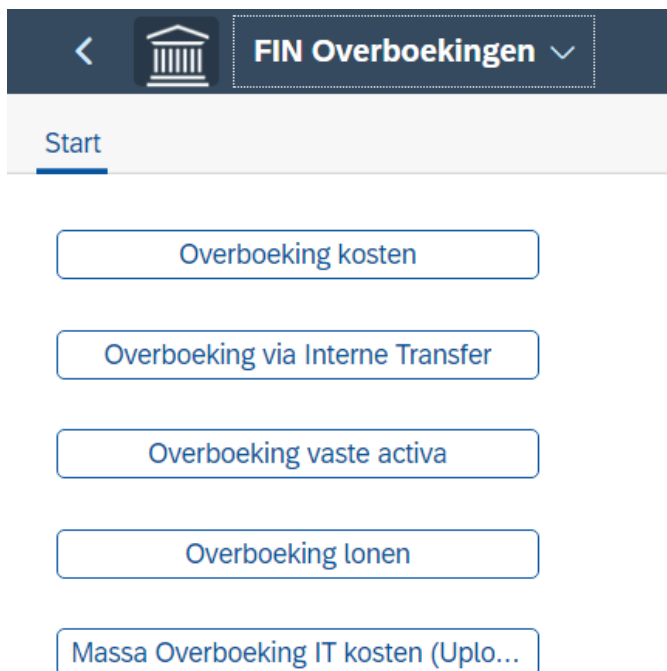 FIN Overboekingen
Start
Overboeking kosten
Overboeking via Interne Transfer
Overboeking vaste activa
Overboeking lonen
Massa Overboeking IT kosten (Uplo...